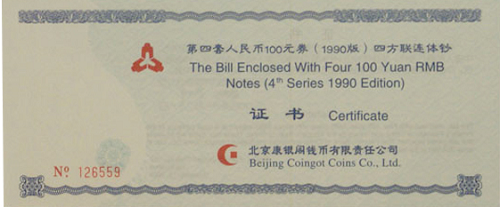 第四套人民币100元券(1990版)四方联连体钞
The Bill Enclosed With Four 100 Yuan RMB
Notes (4th Series 1990 Edition)
证 书 Certificate
北京康银阁钱币有限责任公司
Beijing Coingot Coins Co., Ltd.
Nº 126559